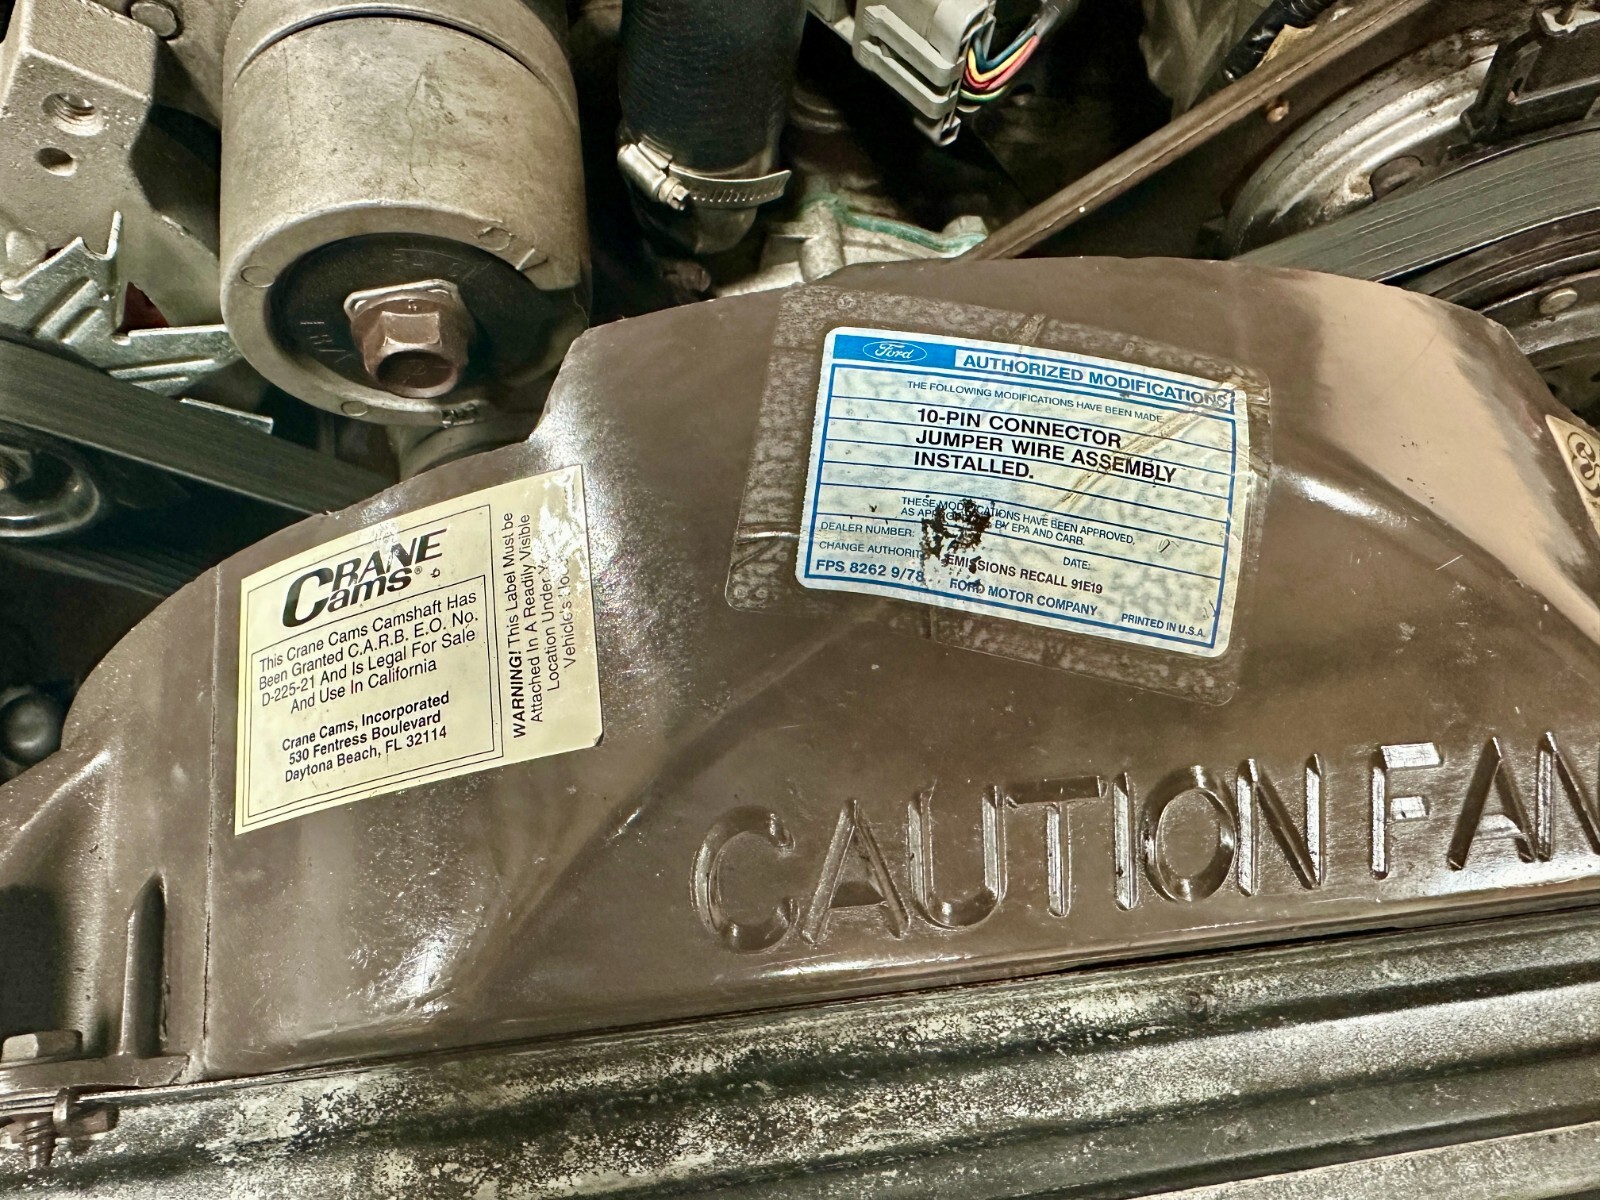 CRANE
Cams®
This Crane Cams Camshaft Has
Been Granted C.A.R.B. E.O. No.
D-225-21 And Is Legal For Sale
And Use In California
Crane Cams, Incorporated
530 Fentress Boulevard
Daytona Beach, FL 32114
WARNING! This Label Must be
Attached In A Readily Visible
Location Under
Vehicle's
Ford
AUTHORIZED MODIFICATIONS
THE FOLLOWING MODIFICATIONS HAVE BEEN MADE
10-PIN CONNECTOR
JUMPER WIRE ASSEMBLY
INSTALLED.
THESE MODIFICATIONS HAVE BEEN APPROVED,
AS APPROPRIATE, BY EPA AND CARB.
DEALER NUMBER: DATE:
CHANGE AUTHORITY EMISSIONS RECALL 91E19
FPS 8262 9/78 FORD MOTOR COMPANY PRINTED IN U.S.A.
CAUTION FAN